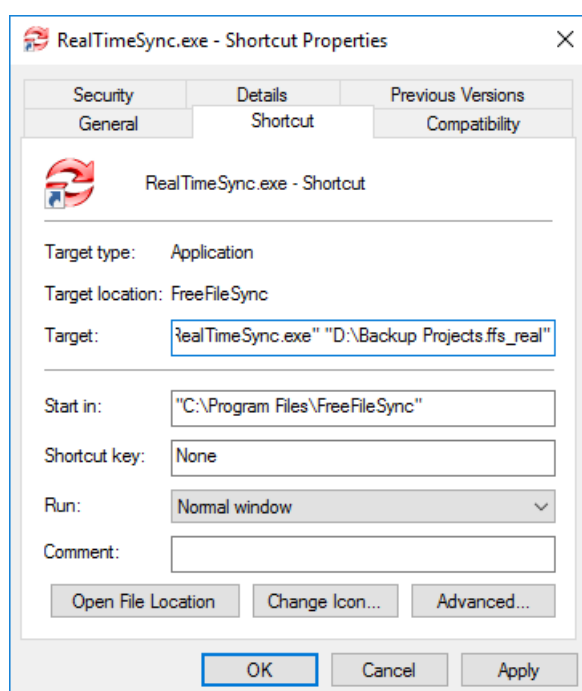 RealTimeSync.exe - Shortcut Properties
Security Details Previous Versions
General Shortcut Compatibility
RealTimeSync.exe - Shortcut
Target type: Application
Target location: FreeFileSync
Target: RealTimeSync.exe" "D:\Backup Projects.ffs_real"
Start in: "C:\Program Files\FreeFileSync"
Shortcut key: None
Run: Normal window
Comment:
Open File Location Change Icon... Advanced...
OK Cancel Apply